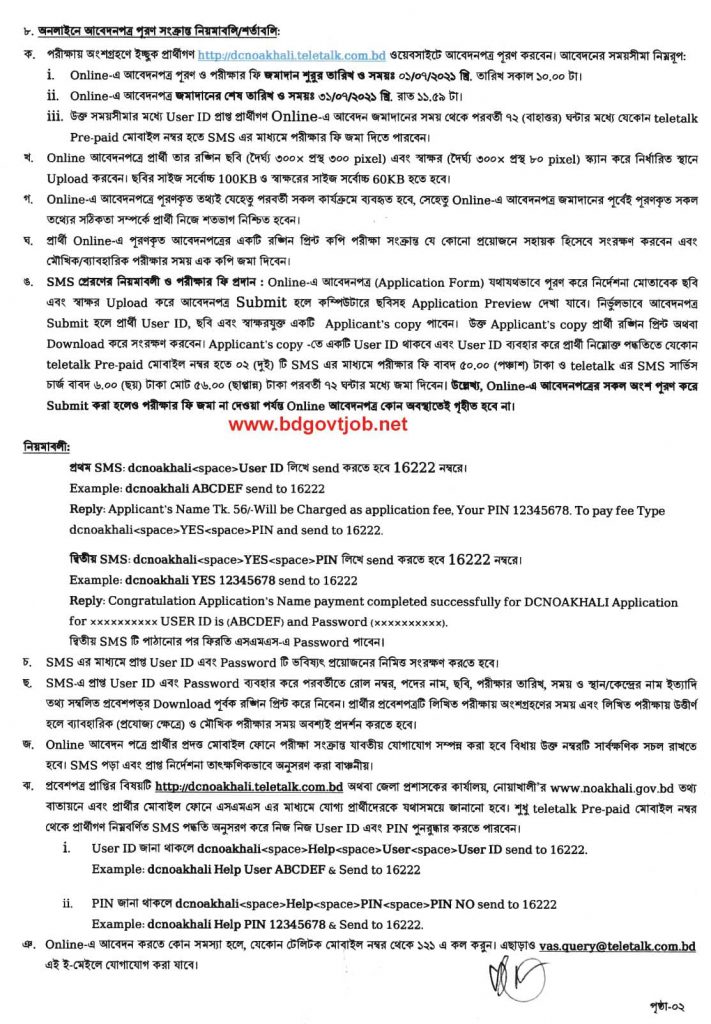 ৮. অনলাইনে আবেদনপত্র পূরণ সংক্রান্ত নিয়মাবলি/শর্তাবলি:
ক. পরীক্ষায় অংশগ্রহণে ইচ্ছুক প্রার্থীগণ http://dcnoakhali.teletalk.com.bd ওয়েবসাইটে আবেদনপত্র পূরণ করবেন। আবেদনের সময়সীমা নিম্নরূপ:
i. Online-এ আবেদনপত্র পূরণ ও পরীক্ষার ফি জমাদান শুরুর তারিখ ও সময়ঃ ০১/০৭/২০২১ খ্রি. তারিখ সকাল ১০.০০ টা।
ii. Online-এ আবেদনপত্র জমাদানের শেষ তারিখ ও সময়ঃ ৩১/০৭/২০২১ খ্রি. রাত ১১.৫৯ টা।
iii. উক্ত সময়সীমার মধ্যে User ID প্রাপ্ত প্রার্থীগণ Online-এ আবেদন জমাদানের সময় থেকে পরবর্তী ৭২ (বাহাত্তর) ঘন্টার মধ্যে যেকোন teletalk
Pre-paid মোবাইল নম্বর হতে SMS এর মাধ্যমে পরীক্ষার ফি জমা দিতে পারবেন।
খ. Online আবেদনপত্রে প্রার্থী তার রঙ্গিন ছবি (দৈর্ঘ্য ৩০০× প্রস্থ ৩০০ pixel) এবং স্বাক্ষর (দৈর্ঘ্য ৩০০× প্রস্থ ৮০ pixel) স্ক্যান করে নির্ধারিত স্থানে
Upload করবেন। ছবির সাইজ সর্বোচ্চ 100KB ও স্বাক্ষরের সাইজ সর্বোচ্চ 60KB হতে হবে।
গ. Online-এ আবেদনপত্রে পূরণকৃত তথ্যই যেহেতু পরবর্তী সকল কার্যক্রমে ব্যবহৃত হবে, সেহেতু Online-এ আবেদনপত্র জমাদানের পূর্বেই পূরণকৃত সকল
তথ্যের সঠিকতা সম্পর্কে প্রার্থী নিজে শতভাগ নিশ্চিত হবেন।
ঘ. প্রার্থী Online-এ পূরণকৃত আবেদনপত্রের একটি রঙ্গিন প্রিন্ট কপি পরীক্ষা সংক্রান্ত যে কোনো প্রয়োজনে সহায়ক হিসেবে সংরক্ষণ করবেন এবং
মৌখিক/ব্যাবহারিক পরীক্ষার সময় এক কপি জমা দিবেন।
ঙ. SMS প্রেরণের নিয়মাবলী ও পরীক্ষার ফি প্রদান : Online-এ আবেদনপত্র (Application Form) যথাযথভাবে পূরণ করে নির্দেশনা মোতাবেক ছবি
এবং স্বাক্ষর Upload করে আবেদনপত্র Submit হলে কম্পিউটারে ছবিসহ Application Preview দেখা যাবে। নির্ভুলভাবে আবেদনপত্র
Submit হলে প্রার্থী User ID, ছবি এবং স্বাক্ষরযুক্ত একটি Applicant's copy পাবেন। উক্ত Applicant's copy প্রার্থী রঙ্গিন প্রিন্ট অথবা
Download করে সংরক্ষণ করবেন। Applicant's copy -তে একটি User ID থাকবে এবং User ID ব্যবহার করে প্রার্থী নিম্নোক্ত পদ্ধতিতে যেকোন
teletalk Pre-paid মোবাইল নম্বর হতে ০২ (দুই) টি SMS এর মাধ্যমে পরীক্ষার ফি বাবদ ৫০.০০ (পঞ্চাশ) টাকা ও teletalk এর SMS সার্ভিস
চার্জ বাবদ ৬.০০ (ছয়) টাকা মোট ৫৬.০০ (ছাপ্পান্ন) টাকা পরবর্তী ৭২ ঘন্টার মধ্যে জমা দিবেন। উল্লেখ্য, Online-এ আবেদনপত্রের সকল অংশ পূরণ করে
Submit করা হলেও পরীক্ষার ফি জমা না দেওয়া পর্যন্ত Online আবেদনপত্র কোন অবস্থাতেই গৃহীত হবে না।
www.bdgovtjob.net
নিয়মাবলী:
প্রথম SMS: dcnoakhali<space>User ID লিখে send করতে হবে 16222 নম্বরে।
Example: dcnoakhali ABCDEF send to 16222
Reply: Applicant's Name Tk. 56/-Will be Charged as application fee, Your PIN 12345678. To pay fee Type
dcnoakhali<space>YES<space>PIN and send to 16222.
দ্বিতীয় SMS: dcnoakhali<space>YES<space>PIN লিখে send করতে হবে 16222 নম্বরে।
Example: dcnoakhali YES 12345678 send to 16222
Reply: Congratulation Application's Name payment completed successfully for DCNOAKHALI Application
for ×××××××××× USER ID is (ABCDEF) and Password (××××××××××).
দ্বিতীয় SMS টি পাঠানোর পর ফিরতি এসএমএস-এ Password পাবেন।
চ. SMS এর মাধ্যমে প্রাপ্ত User ID এবং Password টি ভবিষ্যৎ প্রয়োজনের নিমিত্ত সংরক্ষণ করতে হবে।
ছ. SMS-এ প্রাপ্ত User ID এবং Password ব্যবহার করে পরবর্তীতে রোল নম্বর, পদের নাম, ছবি, পরীক্ষার তারিখ, সময় ও স্থান/কেন্দ্রের নাম ইত্যাদি
তথ্য সম্বলিত প্রবেশপত্র Download পূর্বক রঙ্গিন প্রিন্ট করে নিবেন। প্রার্থীর প্রবেশপত্রটি লিখিত পরীক্ষায় অংশগ্রহণের সময় এবং লিখিত পরীক্ষায় উত্তীর্ণ
হলে ব্যাবহারিক (প্রযোজ্য ক্ষেত্রে) ও মৌখিক পরীক্ষার সময় অবশ্যই প্রদর্শন করতে হবে।
জ. Online আবেদন পত্রে প্রার্থীর প্রদত্ত মোবাইল ফোনে পরীক্ষা সংক্রান্ত যাবতীয় যোগাযোগ সম্পন্ন করা হবে বিধায় উক্ত নম্বরটি সার্বক্ষণিক সচল রাখতে
হবে। SMS পড়া এবং প্রাপ্ত নির্দেশনা তাৎক্ষণিকভাবে অনুসরণ করা বাঞ্চনীয়।
ঝ. প্রবেশপত্র প্রাপ্তির বিষয়টি http://dcnoakhali.teletalk.com.bd অথবা জেলা প্রশাসকের কার্যালয়, নোয়াখালী'র www.noakhali.gov.bd তথ্য
বাতায়নে এবং প্রার্থীর মোবাইল ফোনে এসএমএস এর মাধ্যমে যোগ্য প্রার্থীদেরকে যথাসময়ে জানানো হবে। শুধু teletalk Pre-paid মোবাইল নম্বর
থেকে প্রার্থীগণ নিম্নবর্ণিত SMS পদ্ধতি অনুসরণ করে নিজ নিজ User ID এবং PIN পুনরুদ্ধার করতে পারবেন।
i. User ID জানা থাকলে dcnoakhali<space>Help<space>User<space>User ID send to 16222.
Example: dcnoakhali Help User ABCDEF & Send to 16222
ii. PIN জানা থাকলে dcnoakhali<space>Help<space>PIN<space>PIN NO send to 16222
Example: dcnoakhali Help PIN 12345678 & Send to 16222.
ঞ. Online-এ আবেদন করতে কোন সমস্যা হলে, যেকোন টেলিটক মোবাইল নম্বর থেকে ১২১ এ কল করুন। এছাড়াও vas.query@teletalk.com.bd
এই ই-মেইলে যোগাযোগ করা যাবে।
পৃষ্ঠা-০২